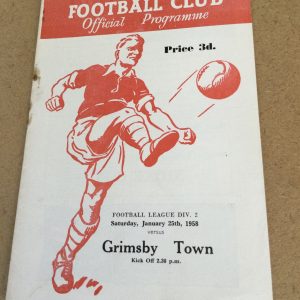 FOOTBALL CLUB
Official Programme
Price 3d.
FOOTBALL LEAGUE DIV. 2
Saturday, January 25th, 1958
VERSUS
Grimsby Town
Kick Off 2.30 p.m.